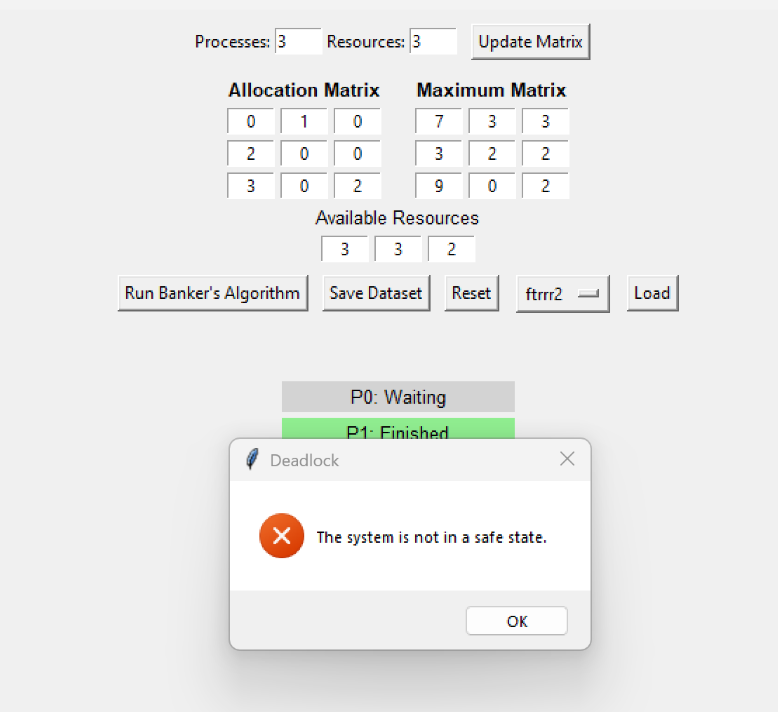 Processes: 3 Resources: 3 Update Matrix
Allocation Matrix Maximum Matrix
0 1 0 7 3 3
2 0 0 3 2 2
3 0 2 9 0 2
Available Resources
3 3 2
Run Banker's Algorithm Save Dataset Reset ftrrr2 Load
P0: Waiting
P1: Finished
Deadlock
The system is not in a safe state.
OK